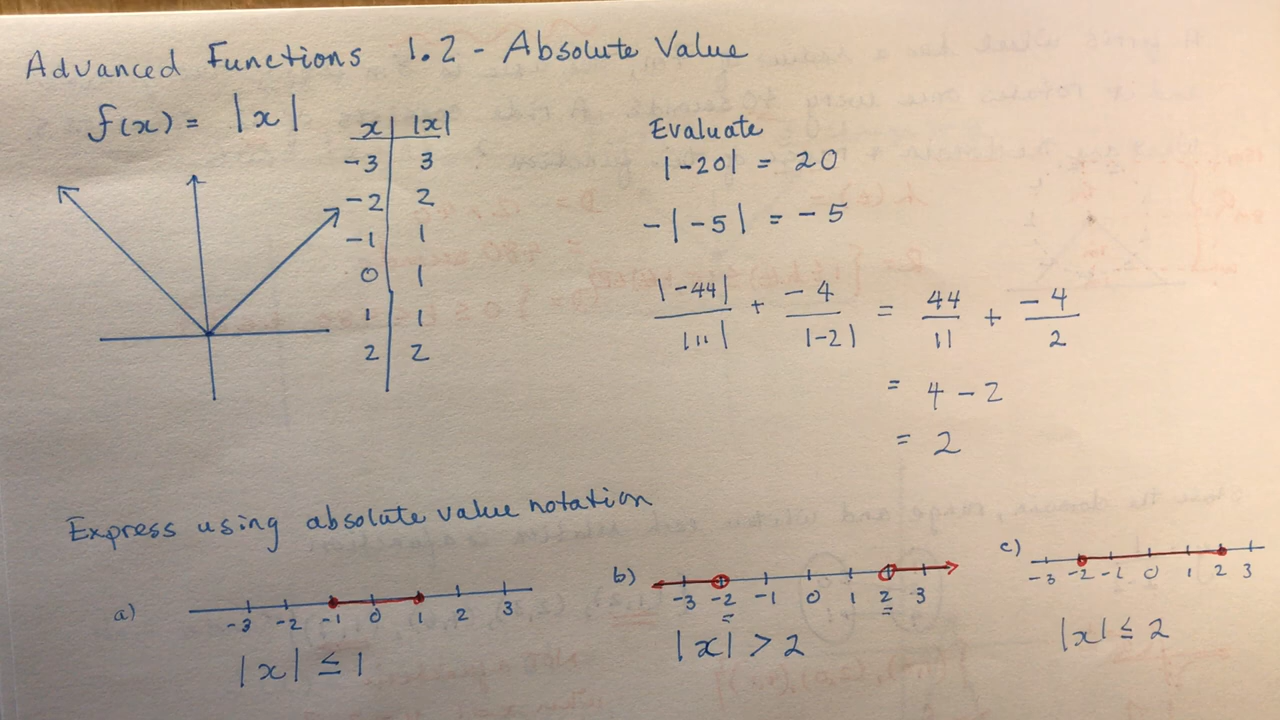 Advanced Functions 1.2 - Absolute Value
f(x) = |x|
x | |x|
-3 | 3
-2 | 2
-1 | 1
0 | 1
1 | 1
2 | 2
Evaluate
|-20| = 20
-|-5| = -5
|-44|/|11| + -4/|-2| = 44/11 + -4/2
= 4 - 2
= 2
Express using absolute value notation
a) -3 -2 -1 0 1 2 3
|x| ≤ 1
b) -3 -2 -1 0 1 2 3
|x| > 2
c) -3 -2 -1 0 1 2 3
|x| ≤ 2